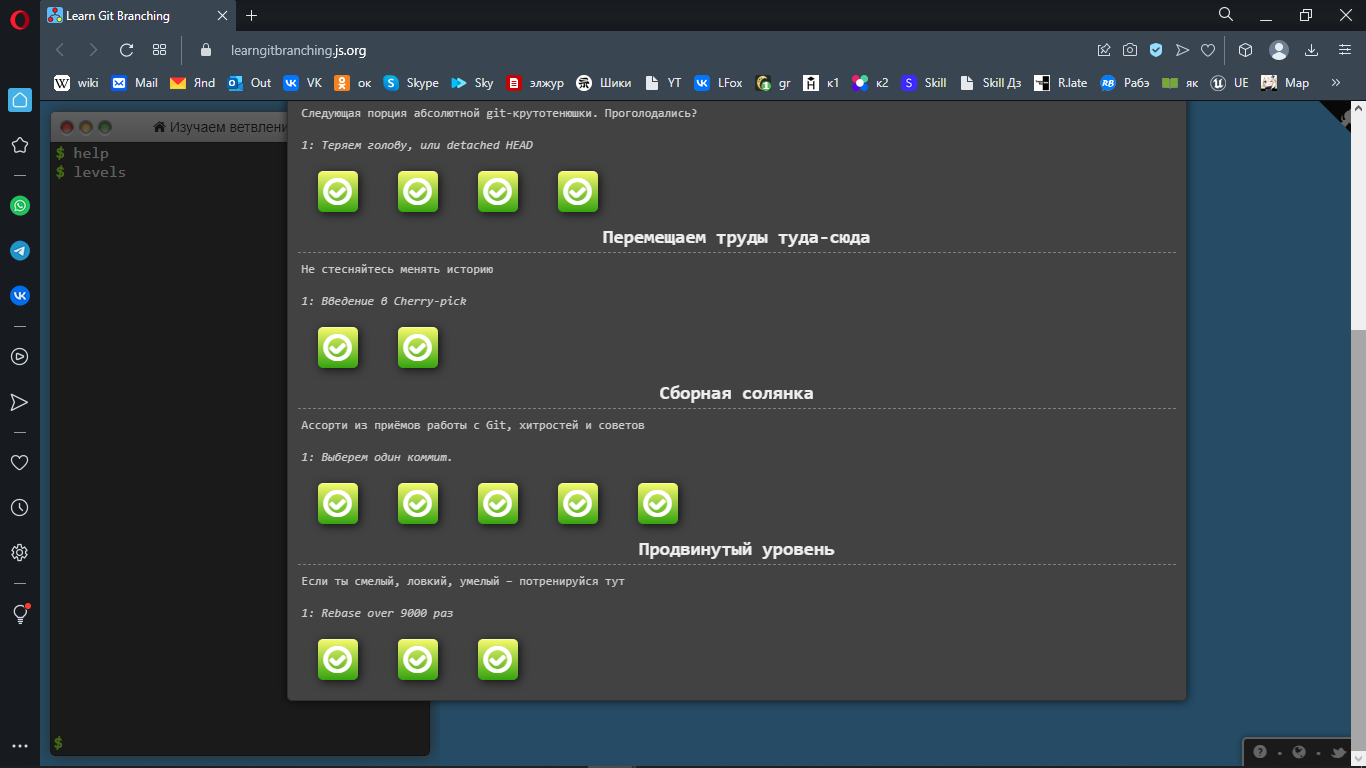 Learn Git Branching
learngitbranching.js.org
wiki Mail Янd Out VK ок Skype Sky элжур Шики YT LFox gr к1 к2 Skill Skill Дз R.late Рабэ як UE Map »
Изучаем ветвлени
$ help
$ levels
$
Следующая порция абсолютной git-крутотенюшки. Проголодались?
1: Теряем голову, или detached HEAD
Перемещаем труды туда-сюда
Не стесняйтесь менять историю
1: Введение в Cherry-pick
Сборная солянка
Ассорти из приёмов работы с Git, хитростей и советов
1: Выберем один коммит.
Продвинутый уровень
Если ты смелый, ловкий, умелый – потренируйся тут
1: Rebase over 9000 раз